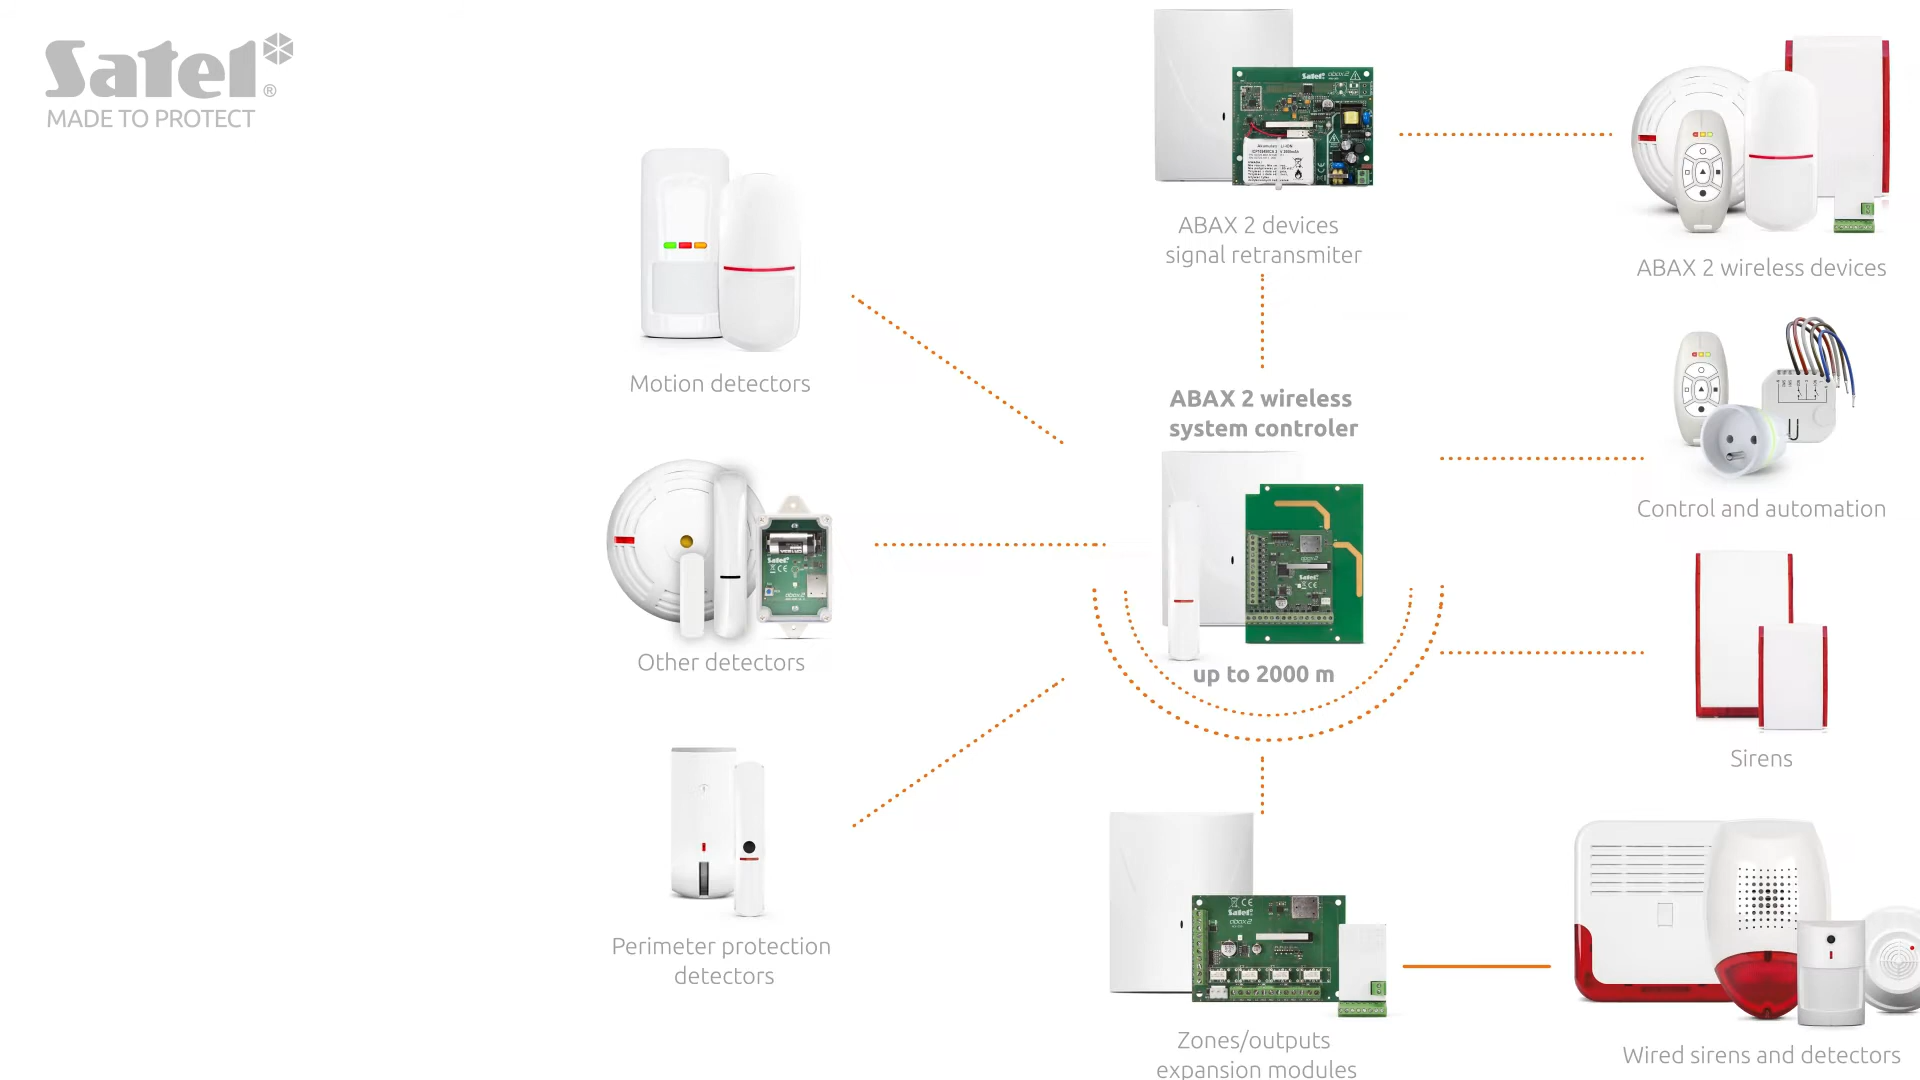 Satel®
MADE TO PROTECT
ABAX 2 devices
signal retransmiter
ABAX 2 wireless devices
Motion detectors
ABAX 2 wireless
system controler
Control and automation
Other detectors
up to 2000 m
Sirens
Perimeter protection
detectors
Zones/outputs
expansion modules
Wired sirens and detectors